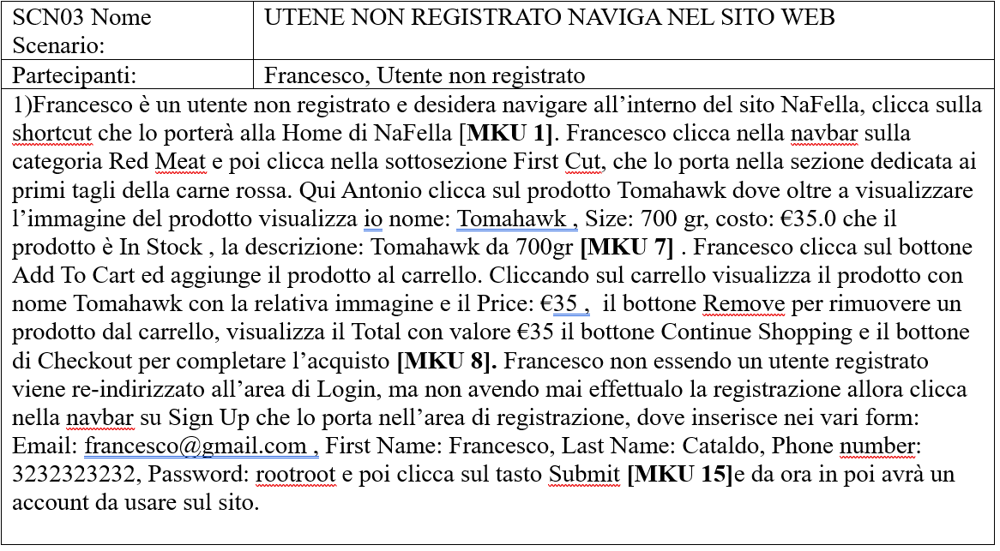 SCN03 Nome
Scenario:
UTENE NON REGISTRATO NAVIGA NEL SITO WEB
Partecipanti:
Francesco, Utente non registrato
1)Francesco è un utente non registrato e desidera navigare all’interno del sito NaFella, clicca sulla
shortcut che lo porterà alla Home di NaFella [MKU 1]. Francesco clicca nella navbar sulla
categoria Red Meat e poi clicca nella sottosezione First Cut, che lo porta nella sezione dedicata ai
primi tagli della carne rossa. Qui Antonio clicca sul prodotto Tomahawk dove oltre a visualizzare
l’immagine del prodotto visualizza io nome: Tomahawk , Size: 700 gr, costo: €35.0 che il
prodotto è In Stock , la descrizione: Tomahawk da 700gr [MKU 7] . Francesco clicca sul bottone
Add To Cart ed aggiunge il prodotto al carrello. Cliccando sul carrello visualizza il prodotto con
nome Tomahawk con la relativa immagine e il Price: €35 , il bottone Remove per rimuovere un
prodotto dal carrello, visualizza il Total con valore €35 il bottone Continue Shopping e il bottone
di Checkout per completare l’acquisto [MKU 8]. Francesco non essendo un utente registrato
viene re-indirizzato all’area di Login, ma non avendo mai effettualo la registrazione allora clicca
nella navbar su Sign Up che lo porta nell’area di registrazione, dove inserisce nei vari form:
Email: francesco@gmail.com , First Name: Francesco, Last Name: Cataldo, Phone number:
3232323232, Password: rootroot e poi clicca sul tasto Submit [MKU 15]e da ora in poi avrà un
account da usare sul sito.